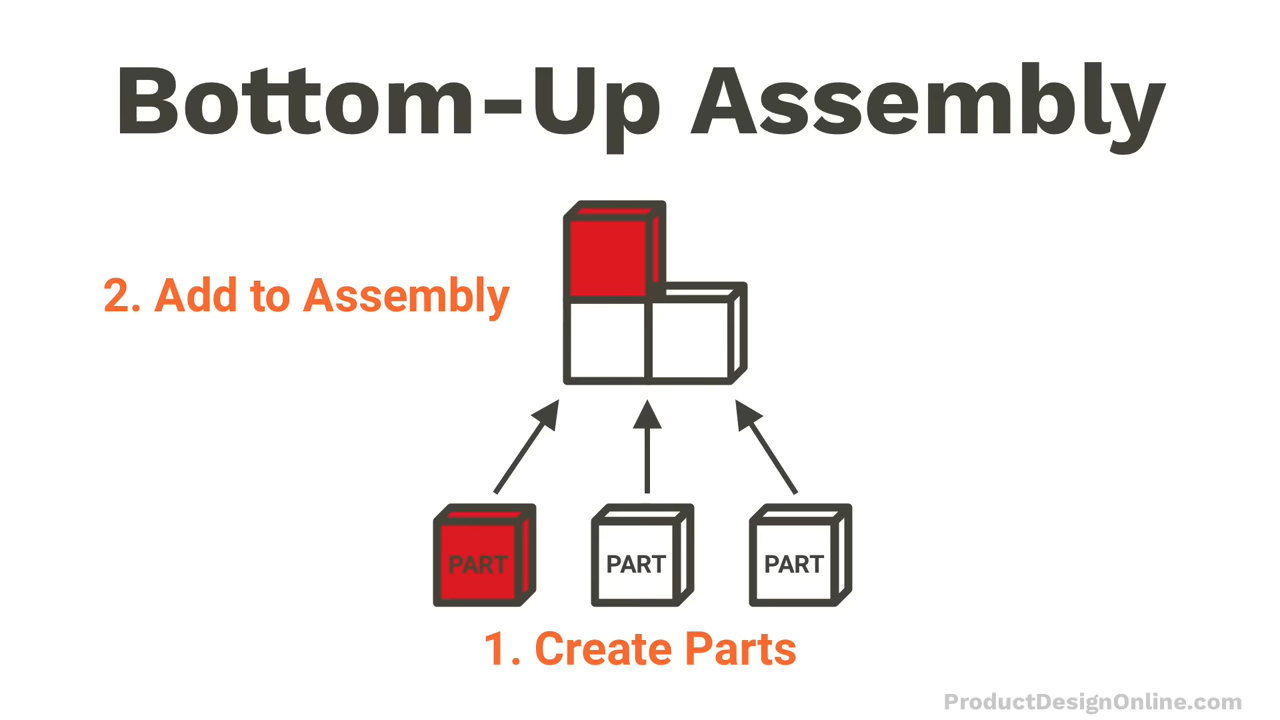 Bottom-Up Assembly
2. Add to Assembly
PART
PART
PART
1. Create Parts
ProductDesignOnline.com